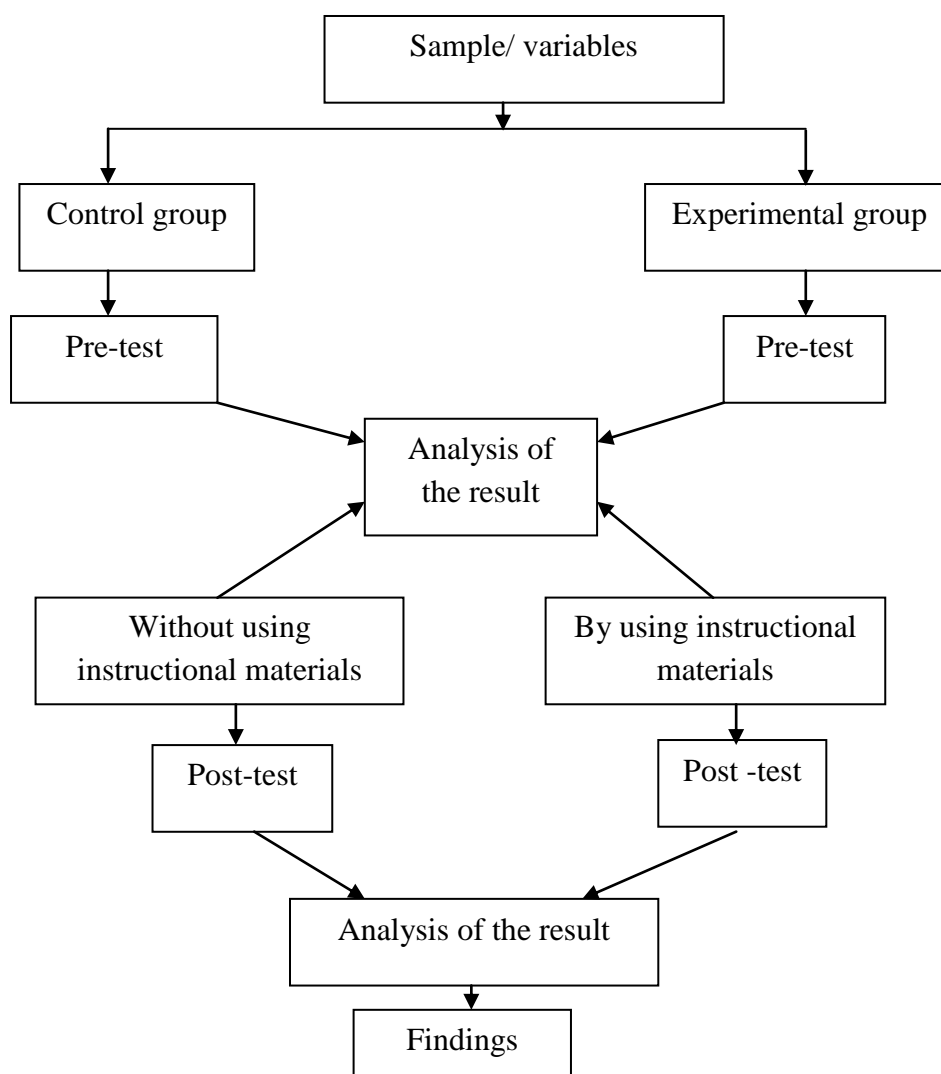 Sample/ variables
Control group
Experimental group
Pre-test
Pre-test
Analysis of
the result
Without using
instructional materials
By using instructional
materials
Post-test
Post -test
Analysis of the result
Findings